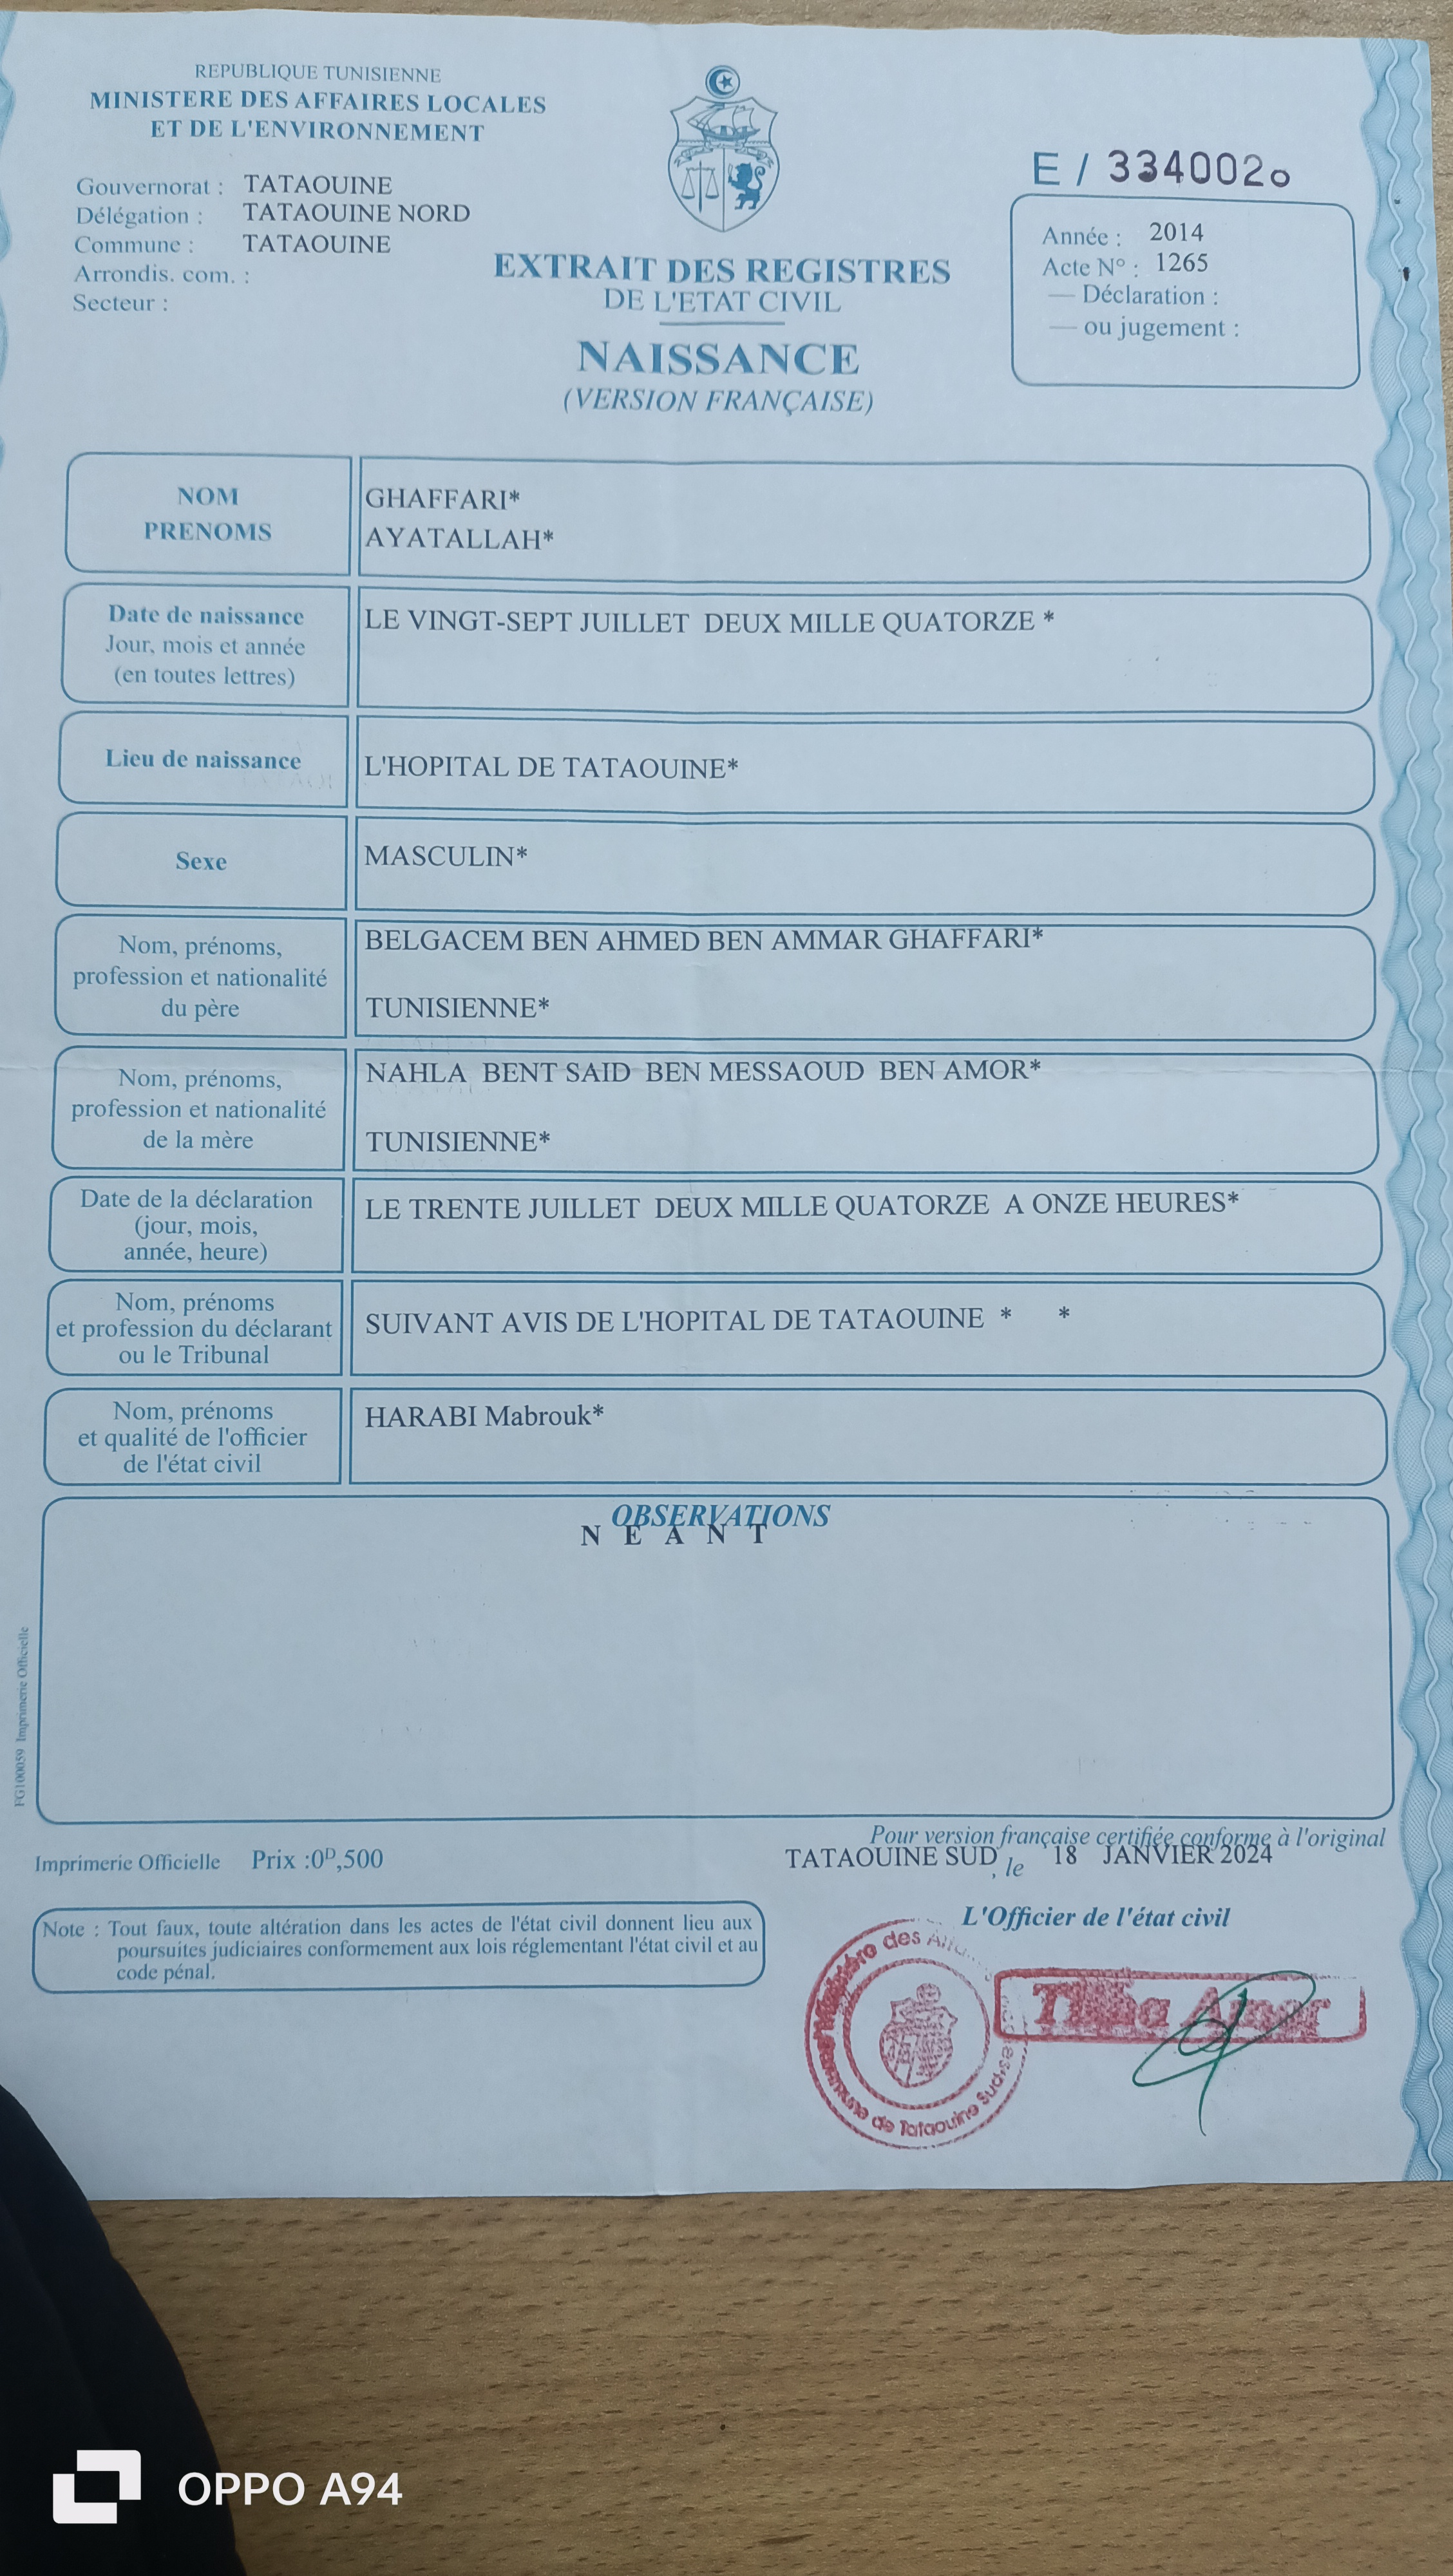 REPUBLIQUE TUNISIENNE
MINISTERE DES AFFAIRES LOCALES
ET DE L'ENVIRONNEMENT
Gouvernorat : TATAOUINE
Délégation : TATAOUINE NORD
Commune : TATAOUINE
Arrondis. com. :
Secteur :
E / 3340020
Année : 2014
Acte N° : 1265
— Déclaration :
— ou jugement :
EXTRAIT DES REGISTRES
DE L'ETAT CIVIL
NAISSANCE
(VERSION FRANÇAISE)
NOM GHAFFARI*
PRENOMS AYATALLAH*
Date de naissance
Jour, mois et année
(en toutes lettres)
LE VINGT-SEPT JUILLET DEUX MILLE QUATORZE *
Lieu de naissance
L'HOPITAL DE TATAOUINE*
Sexe
MASCULIN*
Nom, prénoms,
profession et nationalité
du père
BELGACEM BEN AHMED BEN AMMAR GHAFFARI*
TUNISIENNE*
Nom, prénoms,
profession et nationalité
de la mère
NAHLA BENT SAID BEN MESSAOUD BEN AMOR*
TUNISIENNE*
Date de la déclaration
(jour, mois,
année, heure)
LE TRENTE JUILLET DEUX MILLE QUATORZE A ONZE HEURES*
Nom, prénoms
et profession du déclarant
ou le Tribunal
SUIVANT AVIS DE L'HOPITAL DE TATAOUINE * *
Nom, prénoms
et qualité de l'officier
de l'état civil
HARABI Mabrouk*
OBSERVATIONS
N E A N T
FG100059 Imprimerie Officielle
Imprimerie Officielle Prix :0D,500
Pour version française certifiée conforme à l'original
TATAOUINE SUD, le 18 JANVIER 2024
L'Officier de l'état civil
Note : Tout faux, toute altération dans les actes de l'état civil donnent lieu aux
poursuites judiciaires conformement aux lois réglementant l'état civil et au
code pénal.
des
de Tataouine Sud
Amor
OPPO A94